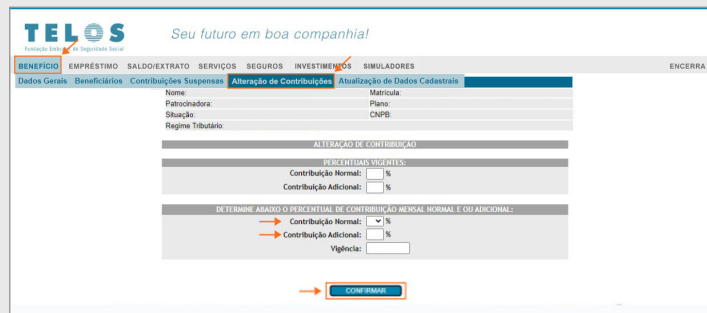 TELOS
Fundação Embratel de Seguridade Social
Seu futuro em boa companhia!
BENEFÍCIO EMPRÉSTIMO SALDO/EXTRATO SERVIÇOS SEGUROS INVESTIMENTOS SIMULADORES ENCERRA
Dados Gerais Beneficiários Contribuições Suspensas Alteração de Contribuições Atualização de Dados Cadastrais
Nome: Matrícula:
Patrocinadora: Plano:
Situação: CNPB:
Regime Tributário:
ALTERAÇÃO DE CONTRIBUIÇÃO
PERCENTUAIS VIGENTES:
Contribuição Normal: %
Contribuição Adicional: %
DETERMINE ABAIXO O PERCENTUAL DE CONTRIBUIÇÃO MENSAL NORMAL E OU ADICIONAL:
Contribuição Normal: %
Contribuição Adicional: %
Vigência:
CONFIRMAR